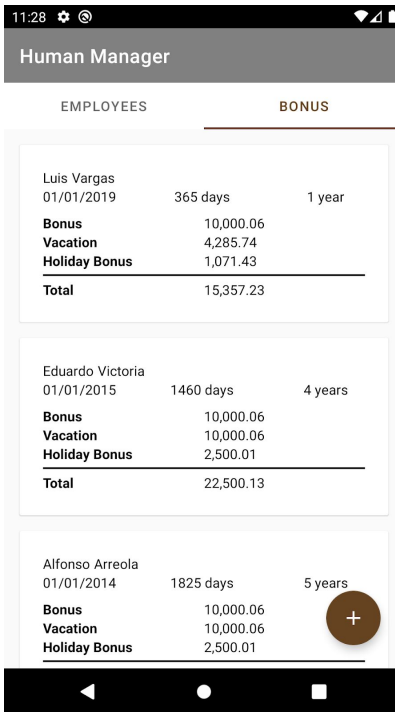 11:28
Human Manager
EMPLOYEES BONUS
Luis Vargas
01/01/2019 365 days 1 year
Bonus 10,000.06
Vacation 4,285.74
Holiday Bonus 1,071.43
Total 15,357.23
Eduardo Victoria
01/01/2015 1460 days 4 years
Bonus 10,000.06
Vacation 10,000.06
Holiday Bonus 2,500.01
Total 22,500.13
Alfonso Arreola
01/01/2014 1825 days 5 years
Bonus 10,000.06
Vacation 10,000.06
Holiday Bonus 2,500.01
+